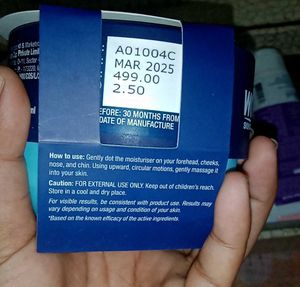 & Marketed
Private Limited
A01004C
MAR 2025
499.00
2.50
EFORE: 30 MONTHS FROM
DATE OF MANUFACTURE
How to use: Gently dot the moisturiser on your forehead, cheeks,
nose, and chin. Using upward, circular motions, gently massage it
into your skin.
Caution: FOR EXTERNAL USE ONLY. Keep out of children's reach.
Store in a cool and dry place.
For visible results, be consistent with product use. Results may
vary depending on usage and condition of your skin.
*Based on the known efficacy of the active ingredients.